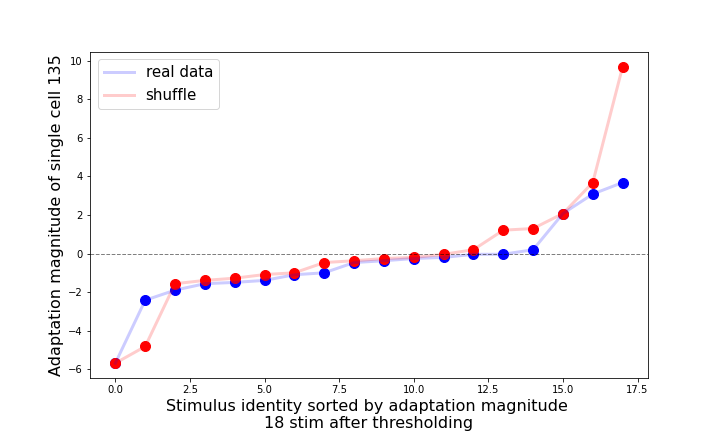 real data
shuffle
Adaptation magnitude of single cell 135
10
8
6
4
2
0
−2
−4
−6
0.0 2.5 5.0 7.5 10.0 12.5 15.0 17.5
Stimulus identity sorted by adaptation magnitude
18 stim after thresholding